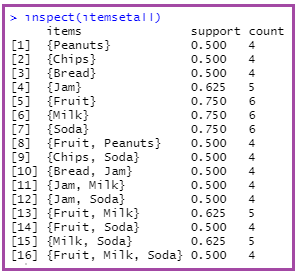 > inspect(itemsetall)
items support count
[1] {Peanuts} 0.500 4
[2] {Chips} 0.500 4
[3] {Bread} 0.500 4
[4] {Jam} 0.625 5
[5] {Fruit} 0.750 6
[6] {Milk} 0.750 6
[7] {Soda} 0.750 6
[8] {Fruit, Peanuts} 0.500 4
[9] {Chips, Soda} 0.500 4
[10] {Bread, Jam} 0.500 4
[11] {Jam, Milk} 0.500 4
[12] {Jam, Soda} 0.500 4
[13] {Fruit, Milk} 0.625 5
[14] {Fruit, Soda} 0.500 4
[15] {Milk, Soda} 0.625 5
[16] {Fruit, Milk, Soda} 0.500 4